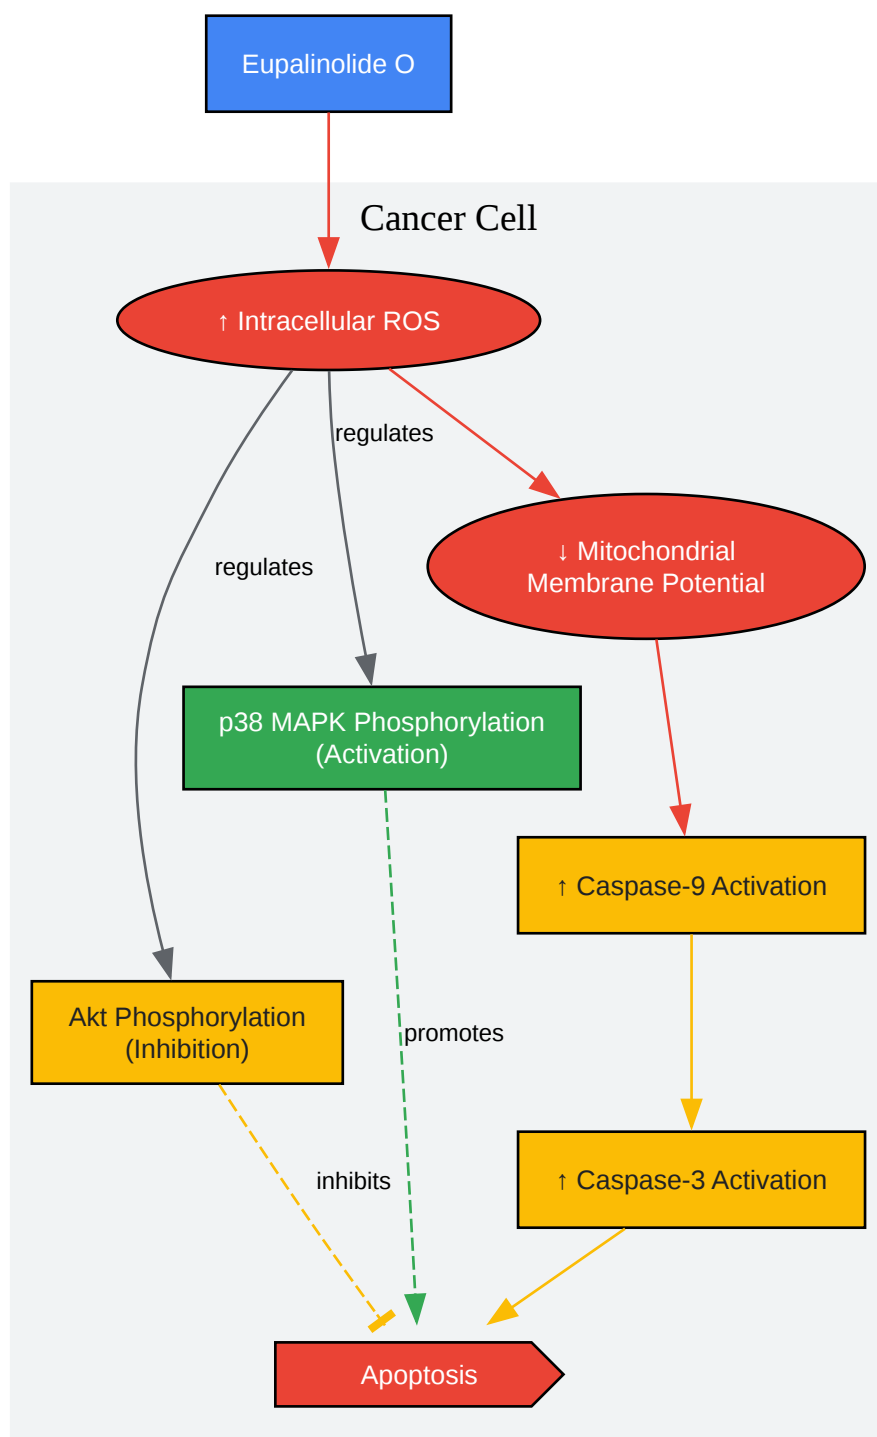 Eupalinolide O
Cancer Cell
↑ Intracellular ROS
regulates
regulates
↓ Mitochondrial
Membrane Potential
p38 MAPK Phosphorylation
(Activation)
↑ Caspase-9 Activation
Akt Phosphorylation
(Inhibition)
promotes
inhibits
↑ Caspase-3 Activation
Apoptosis